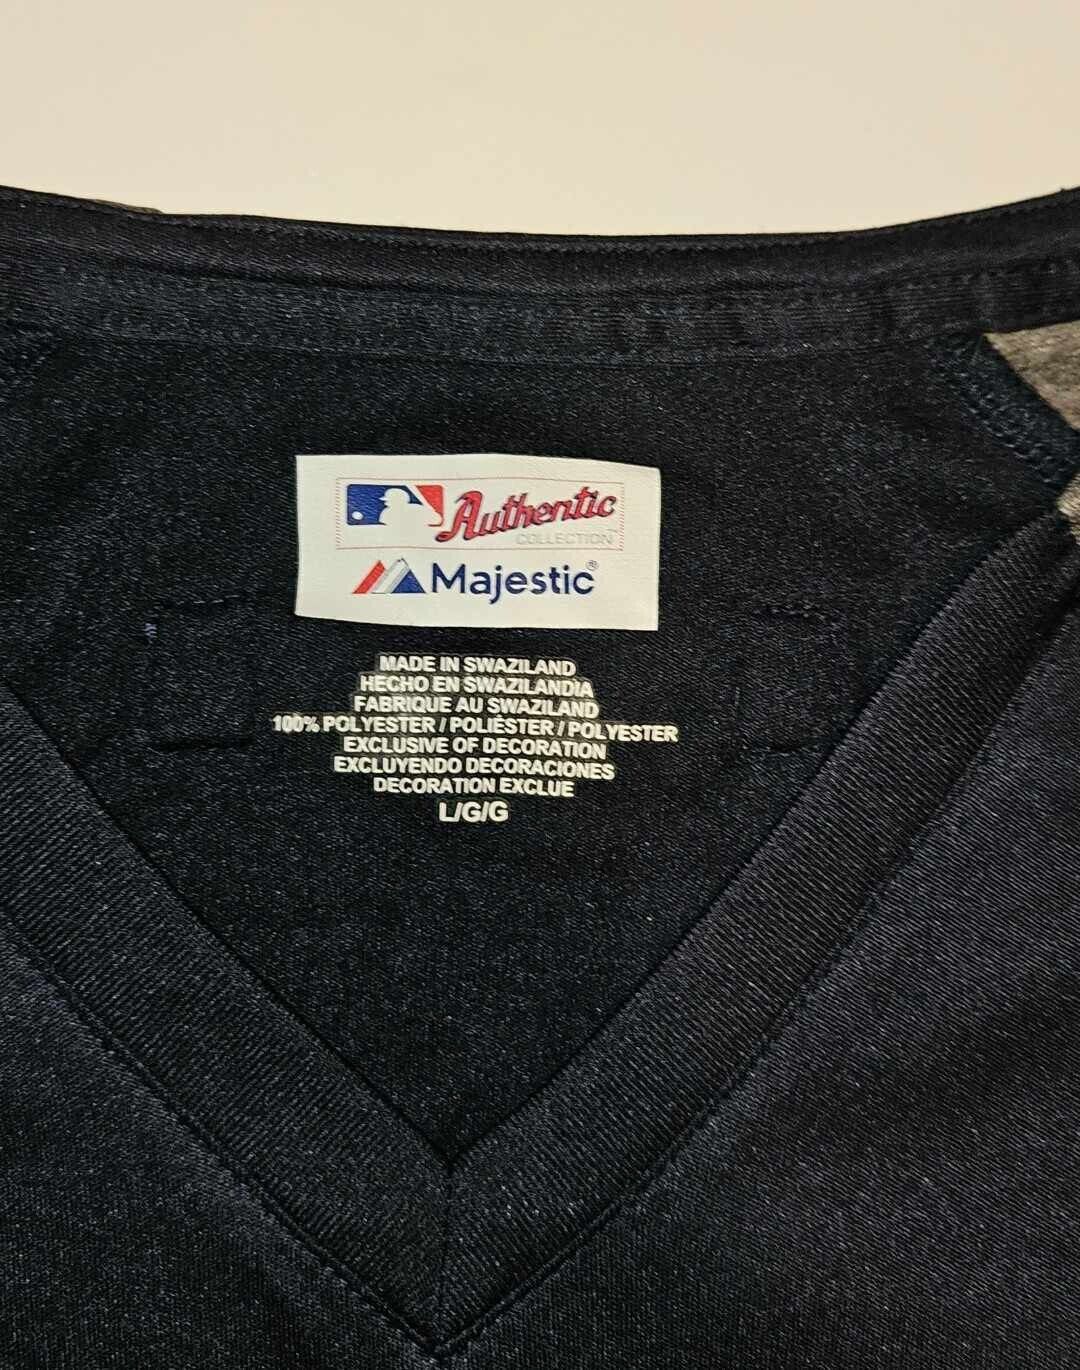 Authentic
COLLECTION™
Majestic®
MADE IN SWAZILAND
HECHO EN SWAZILANDIA
FABRIQUE AU SWAZILAND
100% POLYESTER / POLIÉSTER / POLYESTER
EXCLUSIVE OF DECORATION
EXCLUYENDO DECORACIONES
DECORATION EXCLUE
L/G/G